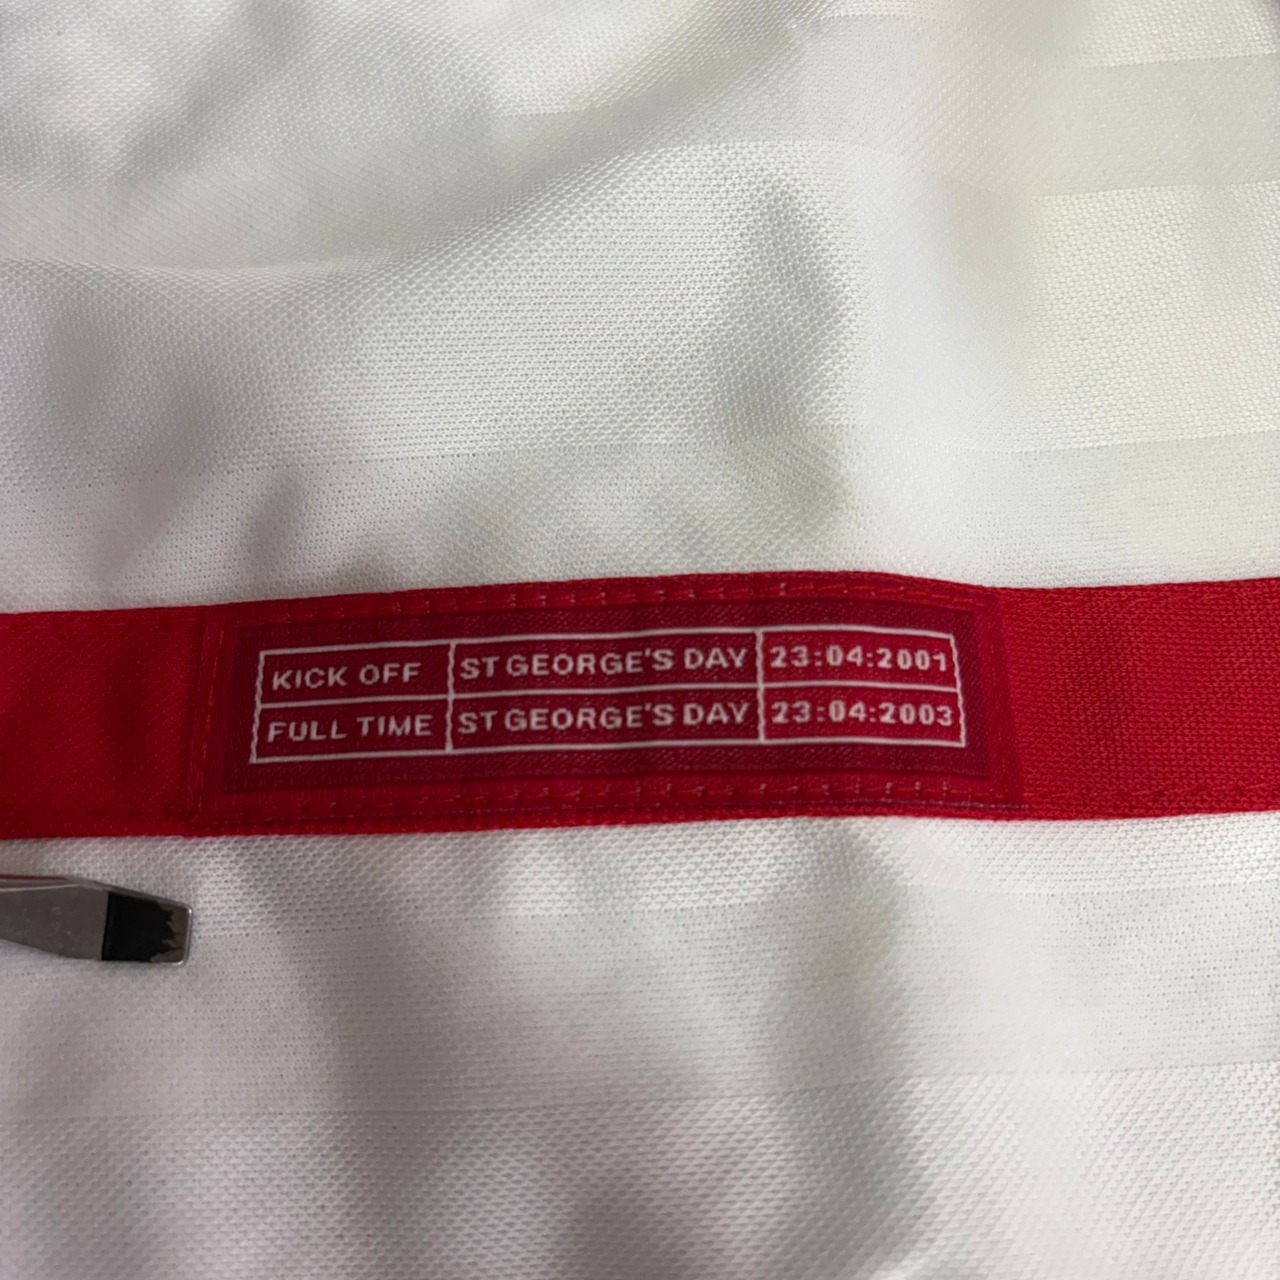 KICK OFF ST GEORGE'S DAY 23:04:2001
FULL TIME ST GEORGE'S DAY 23:04:2003